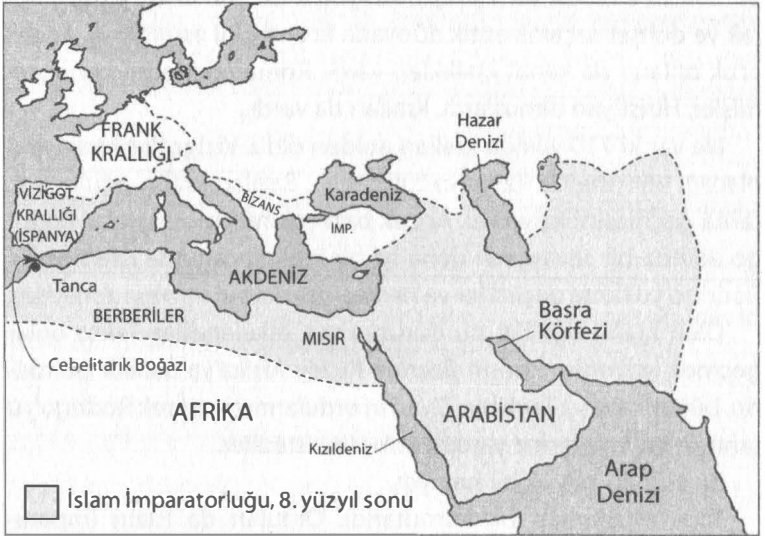 FRANK
KRALLIĞI
Hazar
Denizi
VİZİGOT
KRALLIĞI
(İSPANYA)
BİZANS
İMP.
Karadeniz
Tanca
AKDENİZ
BERBERİLER
MISIR
Basra
Körfezi
Cebelitarık Boğazı
AFRİKA
ARABİSTAN
Kızıldeniz
Arap
Denizi
İslam İmparatorluğu, 8. yüzyıl sonu